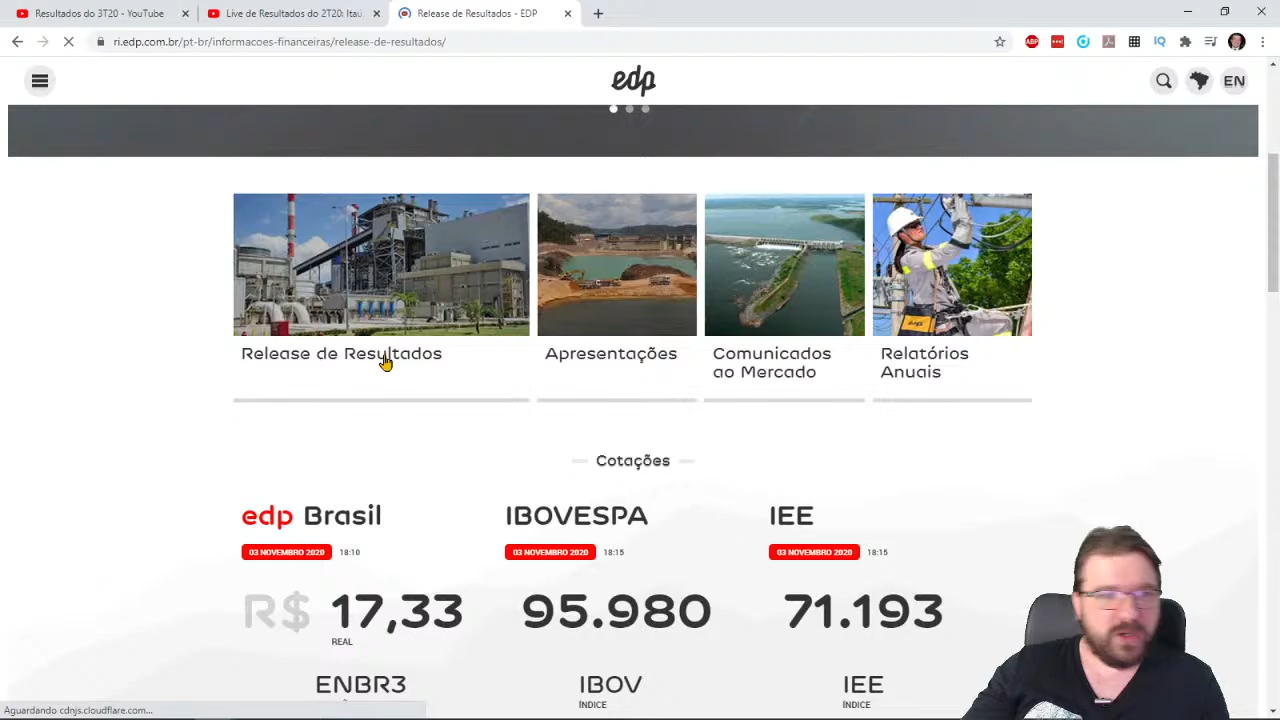 Resultados do 3T20 - YouTube
Live de Resultados do 2T20: Itaú
Release de Resultados - EDP
ri.edp.com.br/pt-br/informacoes-financeiras/release-de-resultados/
ABP
IQ
edp
EN
Release de Resultados
Apresentações
Comunicados
ao Mercado
Relatórios
Anuais
Cotações
edp Brasil
IBOVESPA
IEE
03 NOVEMBRO 2020 18:10
03 NOVEMBRO 2020 18:15
03 NOVEMBRO 2020 18:15
R$ 17,33
REAL
95.980
71.193
ENBR3
IBOV
ÍNDICE
IEE
ÍNDICE
Aguardando cdnjs.cloudflare.com...